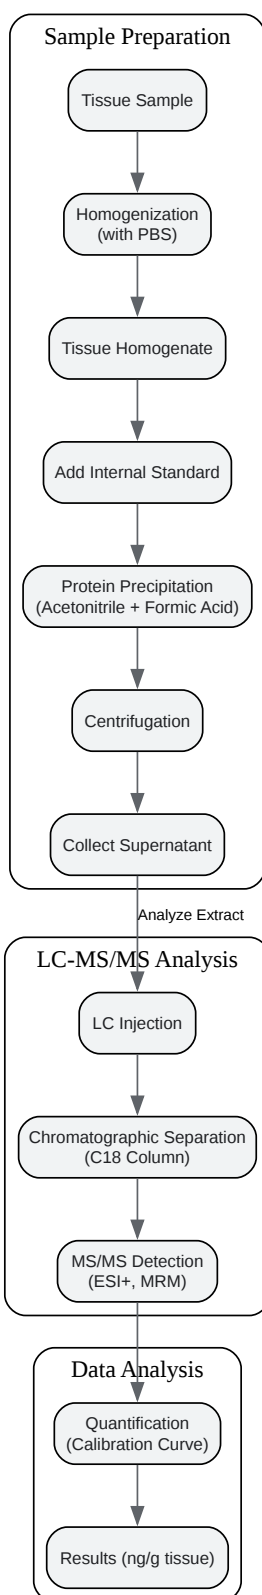 Sample Preparation
Tissue Sample
Homogenization
(with PBS)
Tissue Homogenate
Add Internal Standard
Protein Precipitation
(Acetonitrile + Formic Acid)
Centrifugation
Collect Supernatant
Analyze Extract
LC-MS/MS Analysis
LC Injection
Chromatographic Separation
(C18 Column)
MS/MS Detection
(ESI+, MRM)
Data Analysis
Quantification
(Calibration Curve)
Results (ng/g tissue)